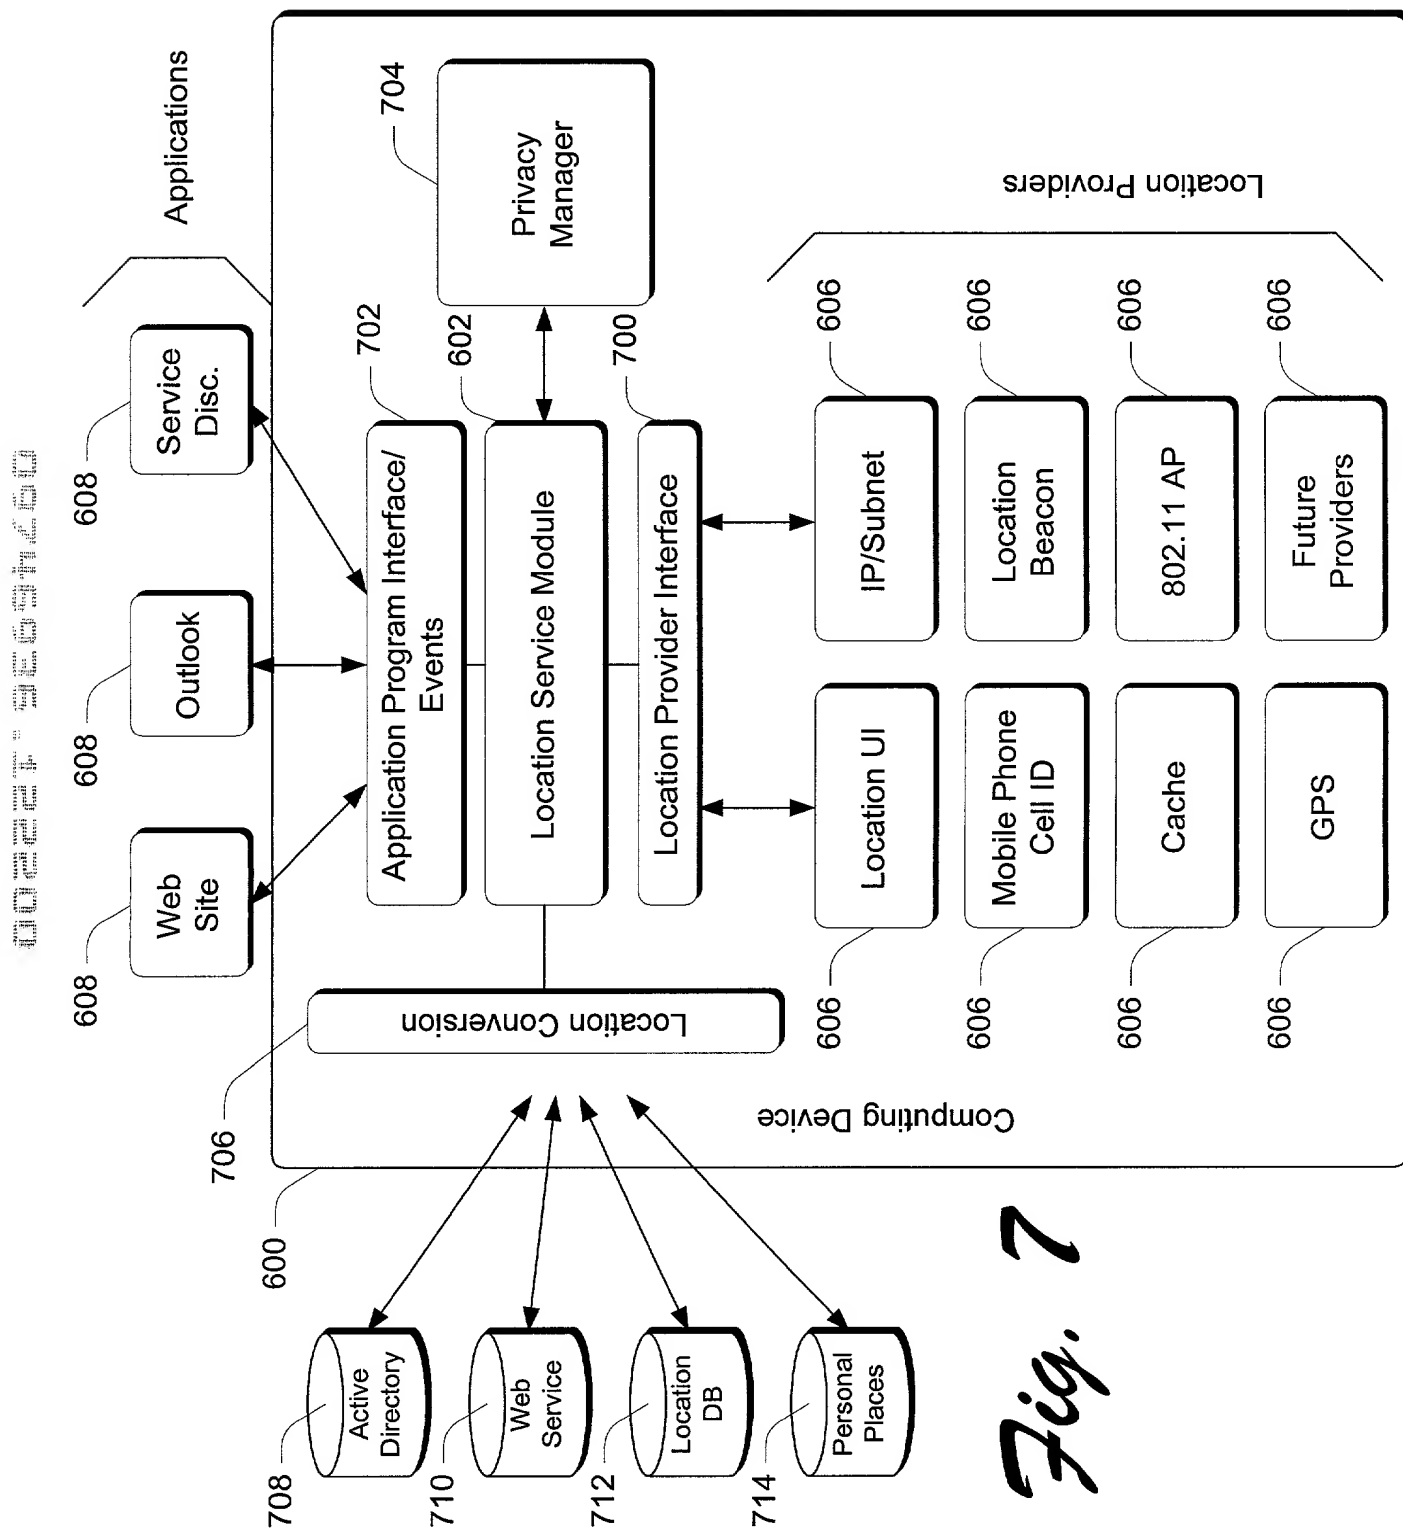 Applications
608
608
608
Web
Site
Outlook
Service
Disc.
600
706
702
602
700
704
Application Program Interface/
Events
Location Service Module
Location Provider Interface
Privacy
Manager
Location Conversion
Computing Device
708
Active
Directory
710
Web
Service
712
Location
DB
714
Personal
Places
Location Providers
606
Location UI
IP/Subnet
606
606
Mobile Phone
Cell ID
Location
Beacon
606
606
Cache
802.11 AP
606
606
GPS
Future
Providers
606
Fig. 7